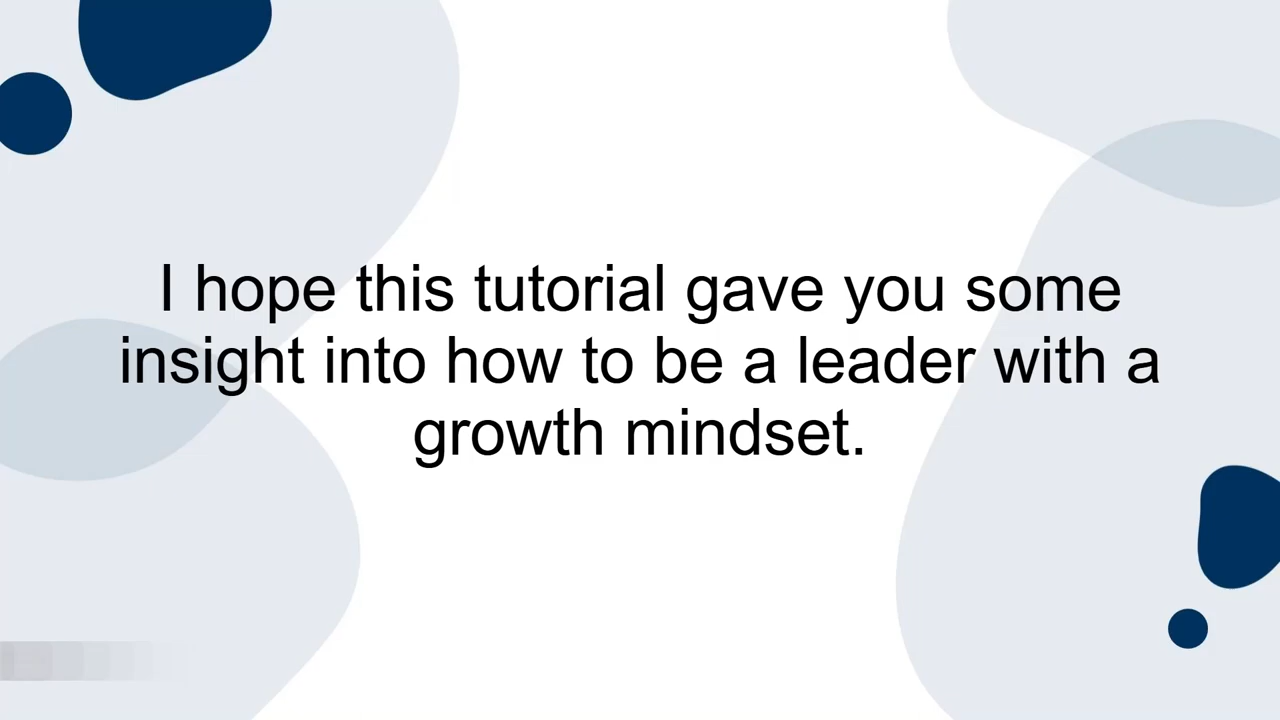 I hope this tutorial gave you some
insight into how to be a leader with a
growth mindset.